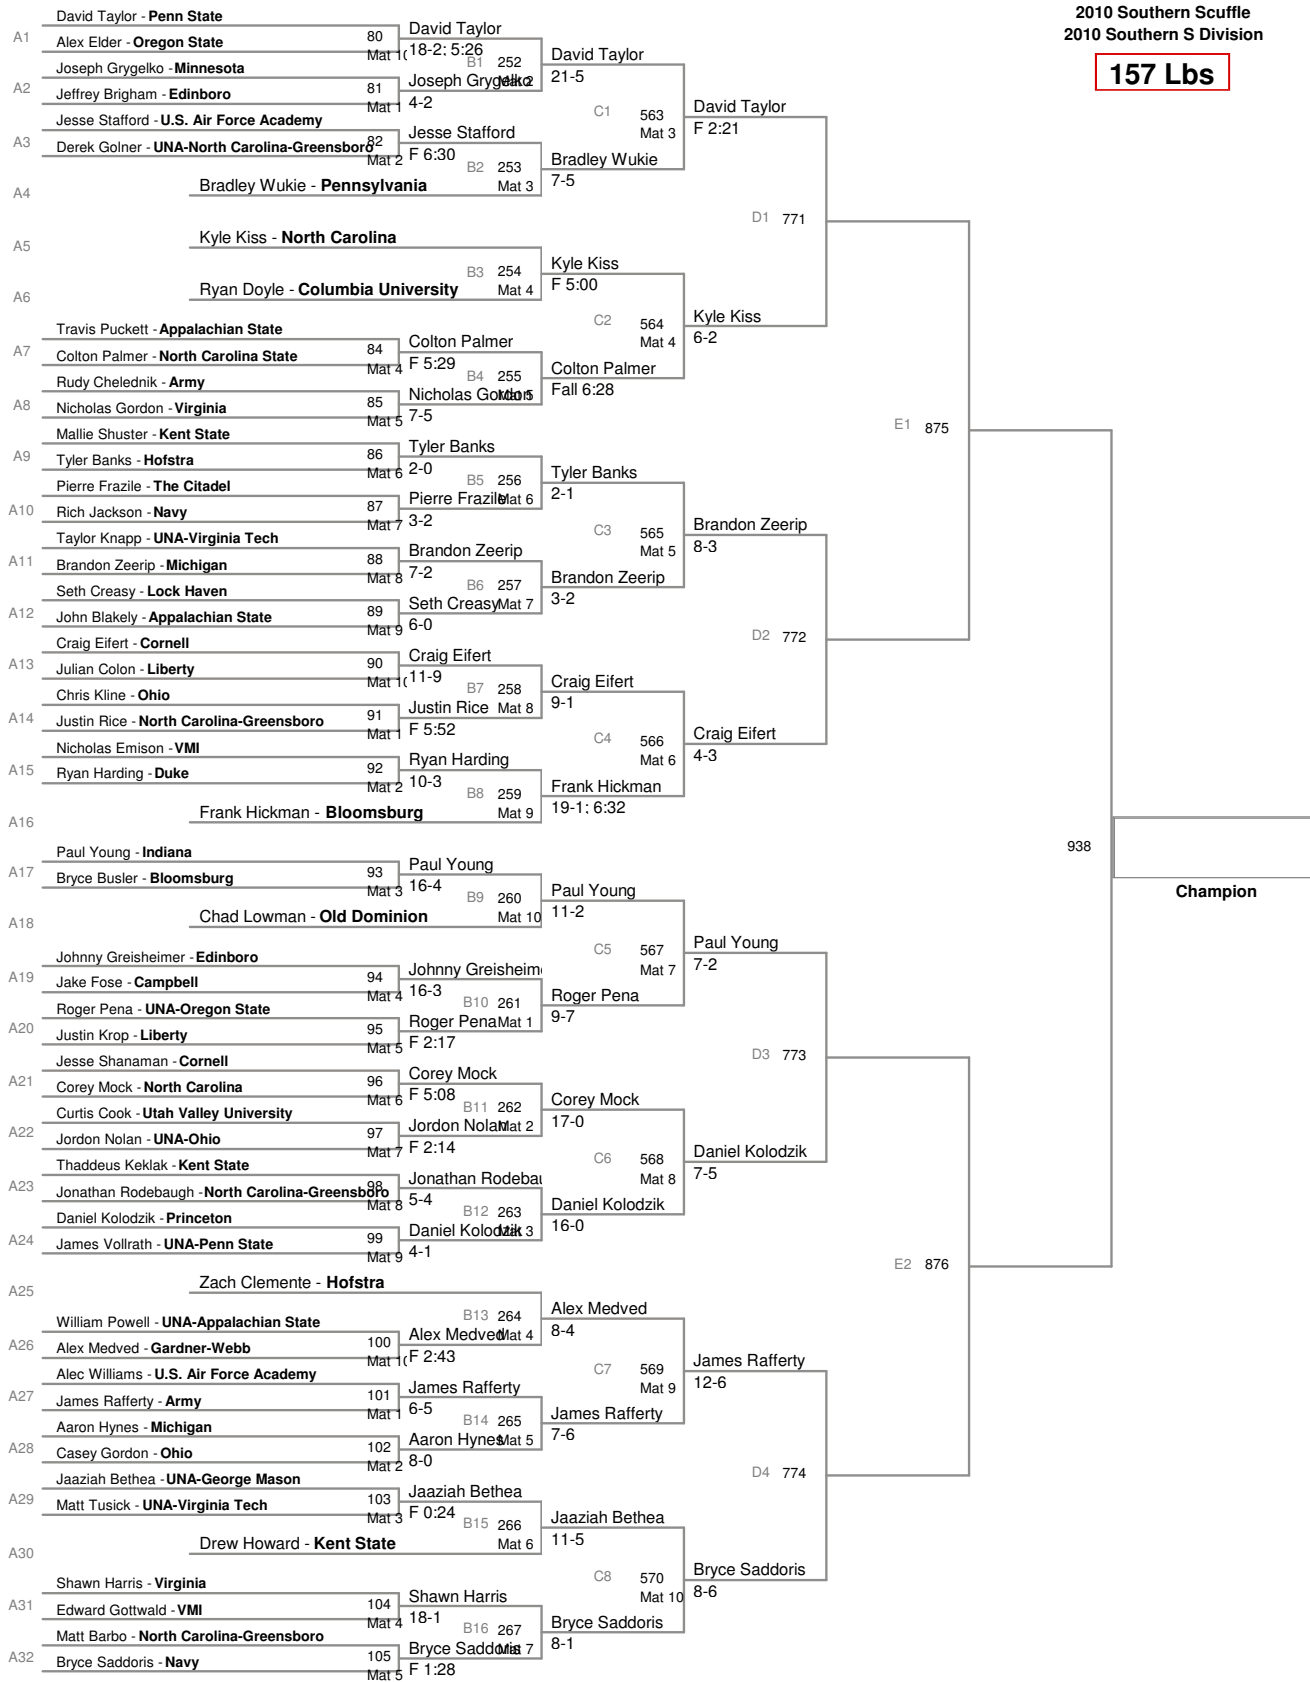 2010 Southern Scuffle
2010 Southern S Division
157 Lbs
David Taylor - Penn State
A1
Alex Elder - Oregon State
80
Mat 10
David Taylor
18-2; 5:26
Joseph Grygelko - Minnesota
A2
Jeffrey Brigham - Edinboro
81
Mat 1
Joseph Grygelko
4-2
B1 252
Mat 2
David Taylor
21-5
Jesse Stafford - U.S. Air Force Academy
A3
Derek Golner - UNA-North Carolina-Greensboro
82
Mat 2
Jesse Stafford
F 6:30
A4
Bradley Wukie - Pennsylvania
B2 253
Mat 3
Bradley Wukie
7-5
C1 563
Mat 3
David Taylor
F 2:21
A5
Kyle Kiss - North Carolina
A6
Ryan Doyle - Columbia University
B3 254
Mat 4
Kyle Kiss
F 5:00
Travis Puckett - Appalachian State
A7
Colton Palmer - North Carolina State
84
Mat 4
Colton Palmer
F 5:29
Rudy Chelednik - Army
A8
Nicholas Gordon - Virginia
85
Mat 5
Nicholas Gordon
7-5
B4 255
Mat 5
Colton Palmer
Fall 6:28
C2 564
Mat 4
Kyle Kiss
6-2
D1 771
Mallie Shuster - Kent State
A9
Tyler Banks - Hofstra
86
Mat 6
Tyler Banks
2-0
Pierre Frazile - The Citadel
A10
Rich Jackson - Navy
87
Mat 7
Pierre Frazile
3-2
B5 256
Mat 6
Tyler Banks
2-1
Taylor Knapp - UNA-Virginia Tech
A11
Brandon Zeerip - Michigan
88
Mat 8
Brandon Zeerip
7-2
Seth Creasy - Lock Haven
A12
John Blakely - Appalachian State
89
Mat 9
Seth Creasy
6-0
B6 257
Mat 7
Brandon Zeerip
3-2
C3 565
Mat 5
Brandon Zeerip
8-3
Craig Eifert - Cornell
A13
Julian Colon - Liberty
90
Mat 10
Craig Eifert
11-9
Chris Kline - Ohio
A14
Justin Rice - North Carolina-Greensboro
91
Mat 1
Justin Rice
F 5:52
B7 258
Mat 8
Craig Eifert
9-1
Nicholas Emison - VMI
A15
Ryan Harding - Duke
92
Mat 2
Ryan Harding
10-3
A16
Frank Hickman - Bloomsburg
B8 259
Mat 9
Frank Hickman
19-1; 6:32
C4 566
Mat 6
Craig Eifert
4-3
D2 772
E1 875
Paul Young - Indiana
A17
Bryce Busler - Bloomsburg
93
Mat 3
Paul Young
16-4
A18
Chad Lowman - Old Dominion
B9 260
Mat 10
Paul Young
11-2
Johnny Greisheimer - Edinboro
A19
Jake Fose - Campbell
94
Mat 4
Johnny Greisheim
16-3
Roger Pena - UNA-Oregon State
A20
Justin Krop - Liberty
95
Mat 5
Roger Pena
F 2:17
B10 261
Mat 1
Roger Pena
9-7
C5 567
Mat 7
Paul Young
7-2
Jesse Shanaman - Cornell
A21
Corey Mock - North Carolina
96
Mat 6
Corey Mock
F 5:08
Curtis Cook - Utah Valley University
A22
Jordon Nolan - UNA-Ohio
97
Mat 7
Jordon Nolan
F 2:14
B11 262
Mat 2
Corey Mock
17-0
Thaddeus Keklak - Kent State
A23
Jonathan Rodebaugh - North Carolina-Greensboro
98
Mat 8
Jonathan Rodebau
5-4
Daniel Kolodzik - Princeton
A24
James Vollrath - UNA-Penn State
99
Mat 9
Daniel Kolodzik
4-1
B12 263
Mat 3
Daniel Kolodzik
16-0
C6 568
Mat 8
Daniel Kolodzik
7-5
D3 773
A25
Zach Clemente - Hofstra
William Powell - UNA-Appalachian State
A26
Alex Medved - Gardner-Webb
100
Mat 10
Alex Medved
F 2:43
B13 264
Mat 4
Alex Medved
8-4
Alec Williams - U.S. Air Force Academy
A27
James Rafferty - Army
101
Mat 1
James Rafferty
6-5
Aaron Hynes - Michigan
A28
Casey Gordon - Ohio
102
Mat 2
Aaron Hynes
8-0
B14 265
Mat 5
James Rafferty
7-6
C7 569
Mat 9
James Rafferty
12-6
Jaaziah Bethea - UNA-George Mason
A29
Matt Tusick - UNA-Virginia Tech
103
Mat 3
Jaaziah Bethea
F 0:24
A30
Drew Howard - Kent State
B15 266
Mat 6
Jaaziah Bethea
11-5
Shawn Harris - Virginia
A31
Edward Gottwald - VMI
104
Mat 4
Shawn Harris
18-1
Matt Barbo - North Carolina-Greensboro
A32
Bryce Saddoris - Navy
105
Mat 5
Bryce Saddoris
F 1:28
B16 267
Mat 7
Bryce Saddoris
8-1
C8 570
Mat 10
Bryce Saddoris
8-6
D4 774
E2 876
938
Champion